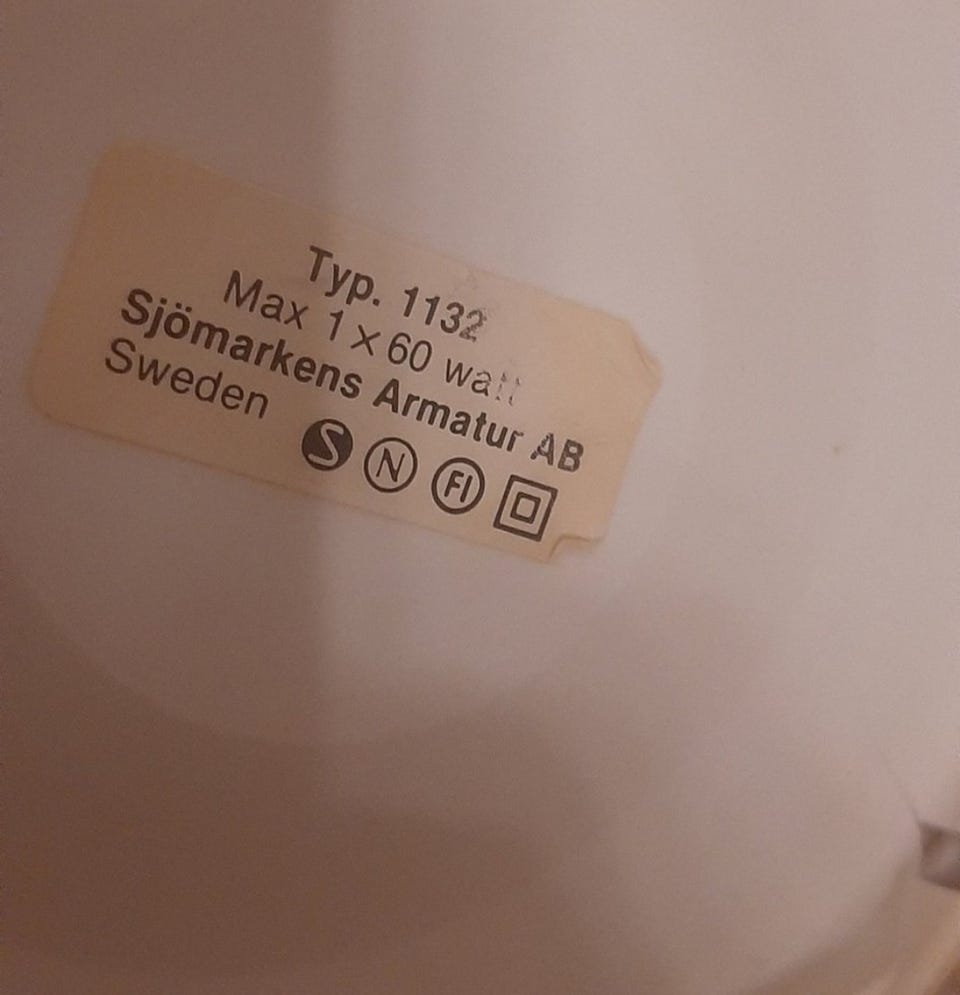 Typ. 1132
Max 1 x 60 watt
Sjömarkens Armatur AB
Sweden S N FI